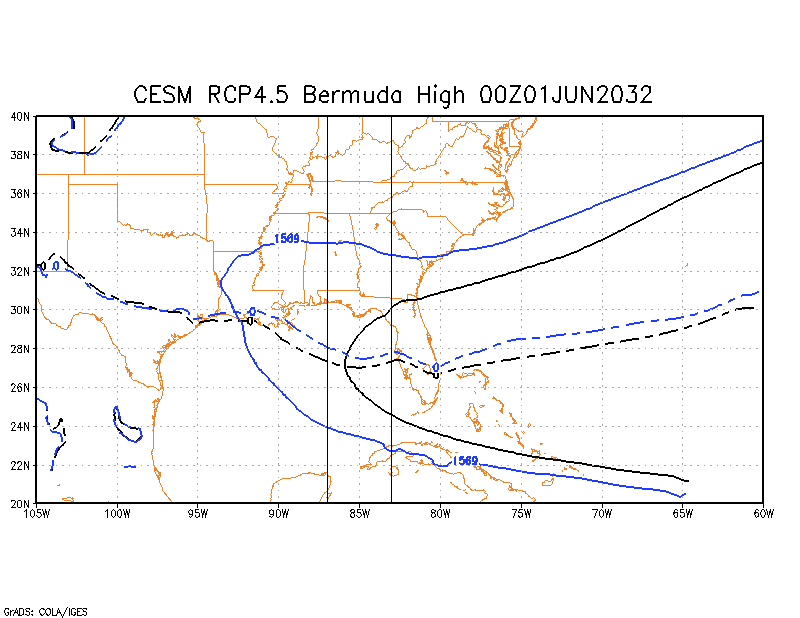 CESM RCP4.5 Bermuda High 00Z01JUN2032
40N
38N
36N
34N
1569
32N
0 0
30N
0
0
28N
0
0
26N
24N
22N
1569
20N
105W 100W 95W 90W 85W 80W 75W 70W 65W 60W
GrADS: COLA/IGES